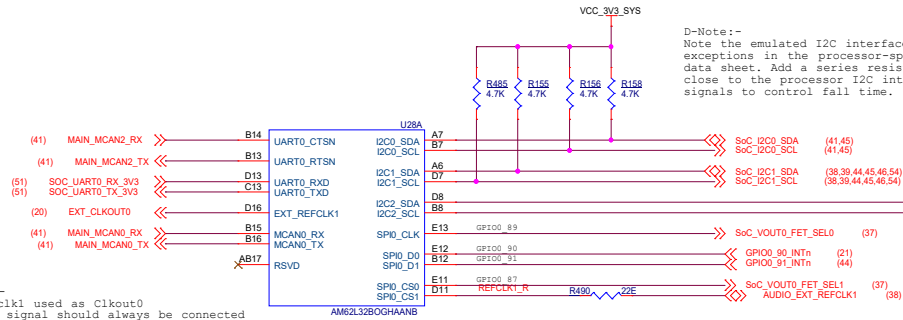 VCC_3V3_SYS
D-Note:-
Note the emulated I2C interfac
exceptions in the processor-sp
data sheet. Add a series resis
close to the processor I2C int
signals to control fall time.
R485 4.7K
R155 4.7K
R156 4.7K
R158 4.7K
U28A
(41) MAIN_MCAN2_RX B14 UART0_CTSN
(41) MAIN_MCAN2_TX B13 UART0_RTSN
(51) SOC_UART0_RX_3V3 D13 UART0_RXD
(51) SOC_UART0_TX_3V3 C13 UART0_TXD
(20) EXT_CLKOUT0 D16 EXT_REFCLK1
(41) MAIN_MCAN0_RX B15 MCAN0_RX
(41) MAIN_MCAN0_TX B16 MCAN0_TX
AB17 RSVD
I2C0_SDA A7 SoC_I2C0_SDA (41,45)
I2C0_SCL B7 SoC_I2C0_SCL (41,45)
I2C1_SDA A6 SoC_I2C1_SDA (38,39,44,45,46,54)
I2C1_SCL D7 SoC_I2C1_SCL (38,39,44,45,46,54)
I2C2_SDA D8
I2C2_SCL B8
SPI0_CLK E13 GPIO0_89 SoC_VOUT0_FET_SEL0 (37)
SPI0_D0 E12 GPIO0_90 GPIO0_90_INTn (21)
SPI0_D1 B12 GPIO0_91 GPIO0_91_INTn (44)
SPI0_CS0 E11 GPIO0_87 SoC_VOUT0_FET_SEL1 (37)
SPI0_CS1 D11 REFCLK1_R R490 22E AUDIO_EXT_REFCLK1 (38)
AM62L32BOGHAANB
-
clk1 used as Clkout0
signal should always be connected